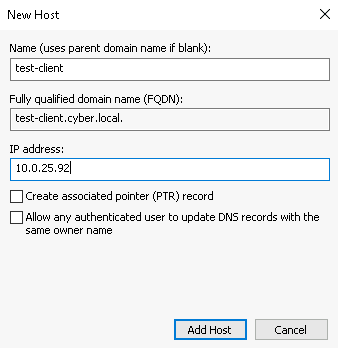 New Host
Name (uses parent domain name if blank):
test-client
Fully qualified domain name (FQDN):
test-client.cyber.local.
IP address:
10.0.25.92
Create associated pointer (PTR) record
Allow any authenticated user to update DNS records with the
same owner name
Add Host
Cancel